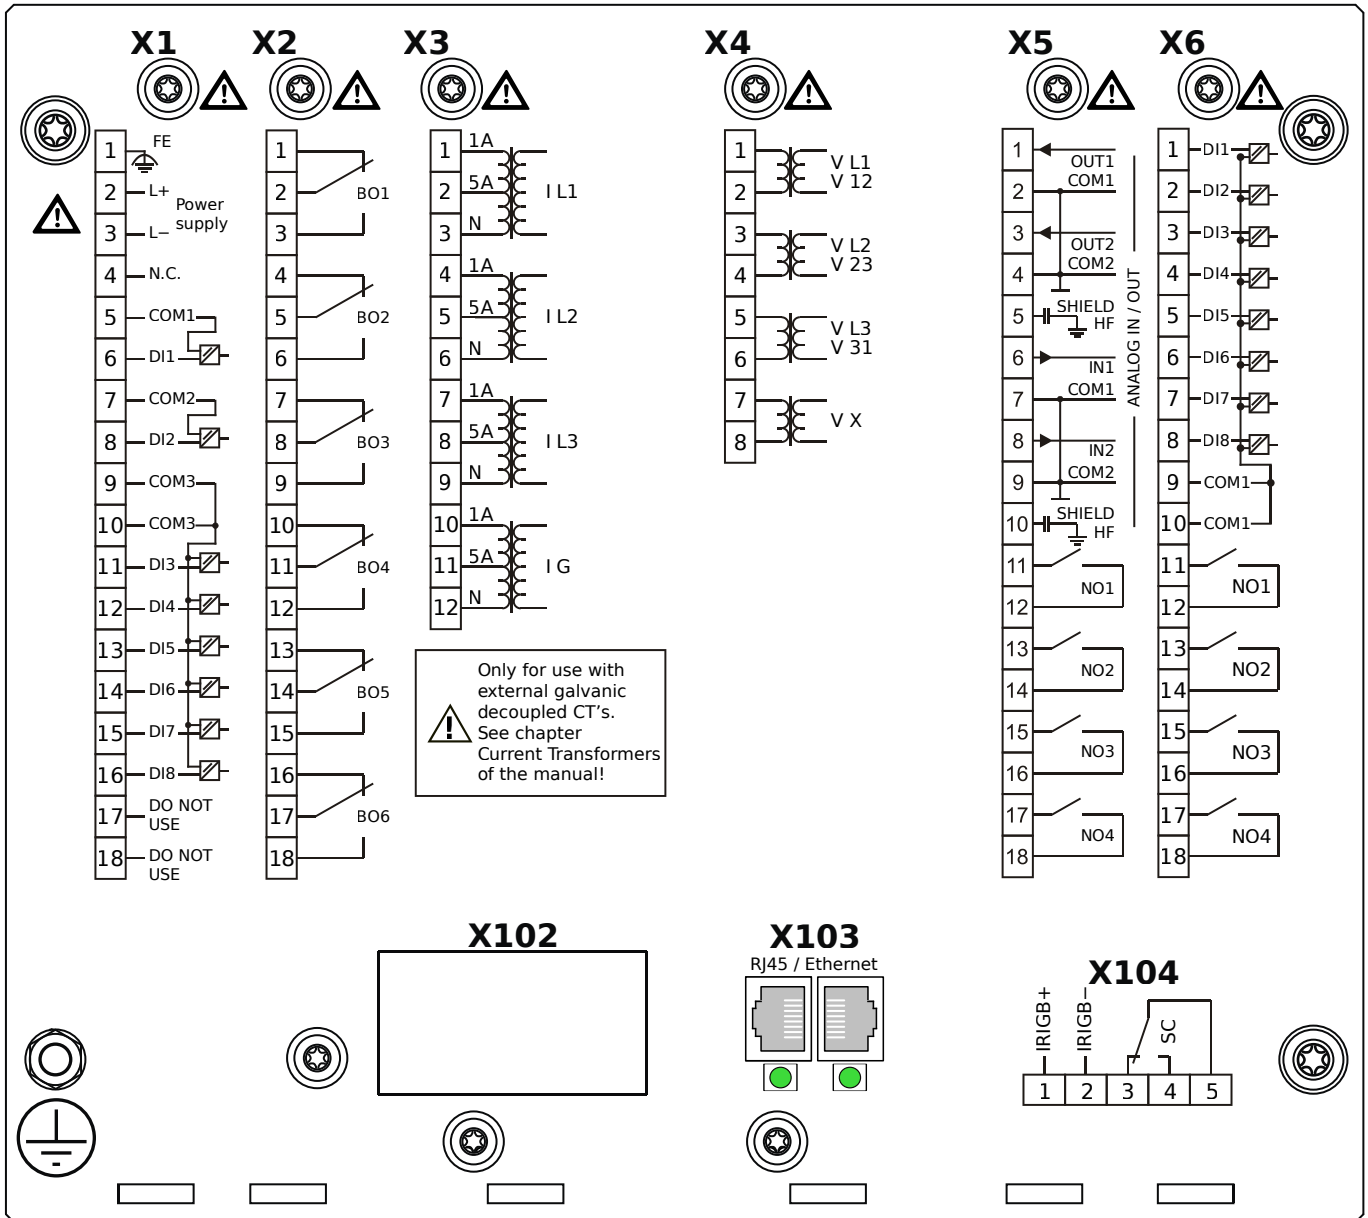 X1 X2 X3 X4 X5 X6
1 FE
2 L+
Power
supply
3 L−
4 N.C.
5 COM1
6 DI1
7 COM2
8 DI2
9 COM3
10 COM3
11 DI3
12 DI4
13 DI5
14 DI6
15 DI7
16 DI8
17 DO NOT
USE
18 DO NOT
USE
1
2 BO1
3
4
5 BO2
6
7
8 BO3
9
10
11 BO4
12
13
14 BO5
15
16
17 BO6
18
1 1A
2 5A I L1
3 N
4 1A
5 5A I L2
6 N
7 1A
8 5A I L3
9 N
10 1A
11 5A I G
12 N
Only for use with
external galvanic
decoupled CT's.
See chapter
Current Transformers
of the manual!
1 V L1
2 V 12
3 V L2
4 V 23
5 V L3
6 V 31
7 V X
8
1 OUT1
2 COM1
3 OUT2
4 COM2
5 SHIELD
HF
6 IN1
7 COM1
8 IN2
9 COM2
10 SHIELD
HF
ANALOG IN / OUT
11
NO1
12
13
NO2
14
15
NO3
16
17
NO4
18
1 DI1
2 DI2
3 DI3
4 DI4
5 DI5
6 DI6
7 DI7
8 DI8
9 COM1
10 COM1
11
NO1
12
13
NO2
14
15
NO3
16
17
NO4
18
X102
X103
RJ45 / Ethernet
X104
IRIGB+
IRIGB−
SC
1 2 3 4 5